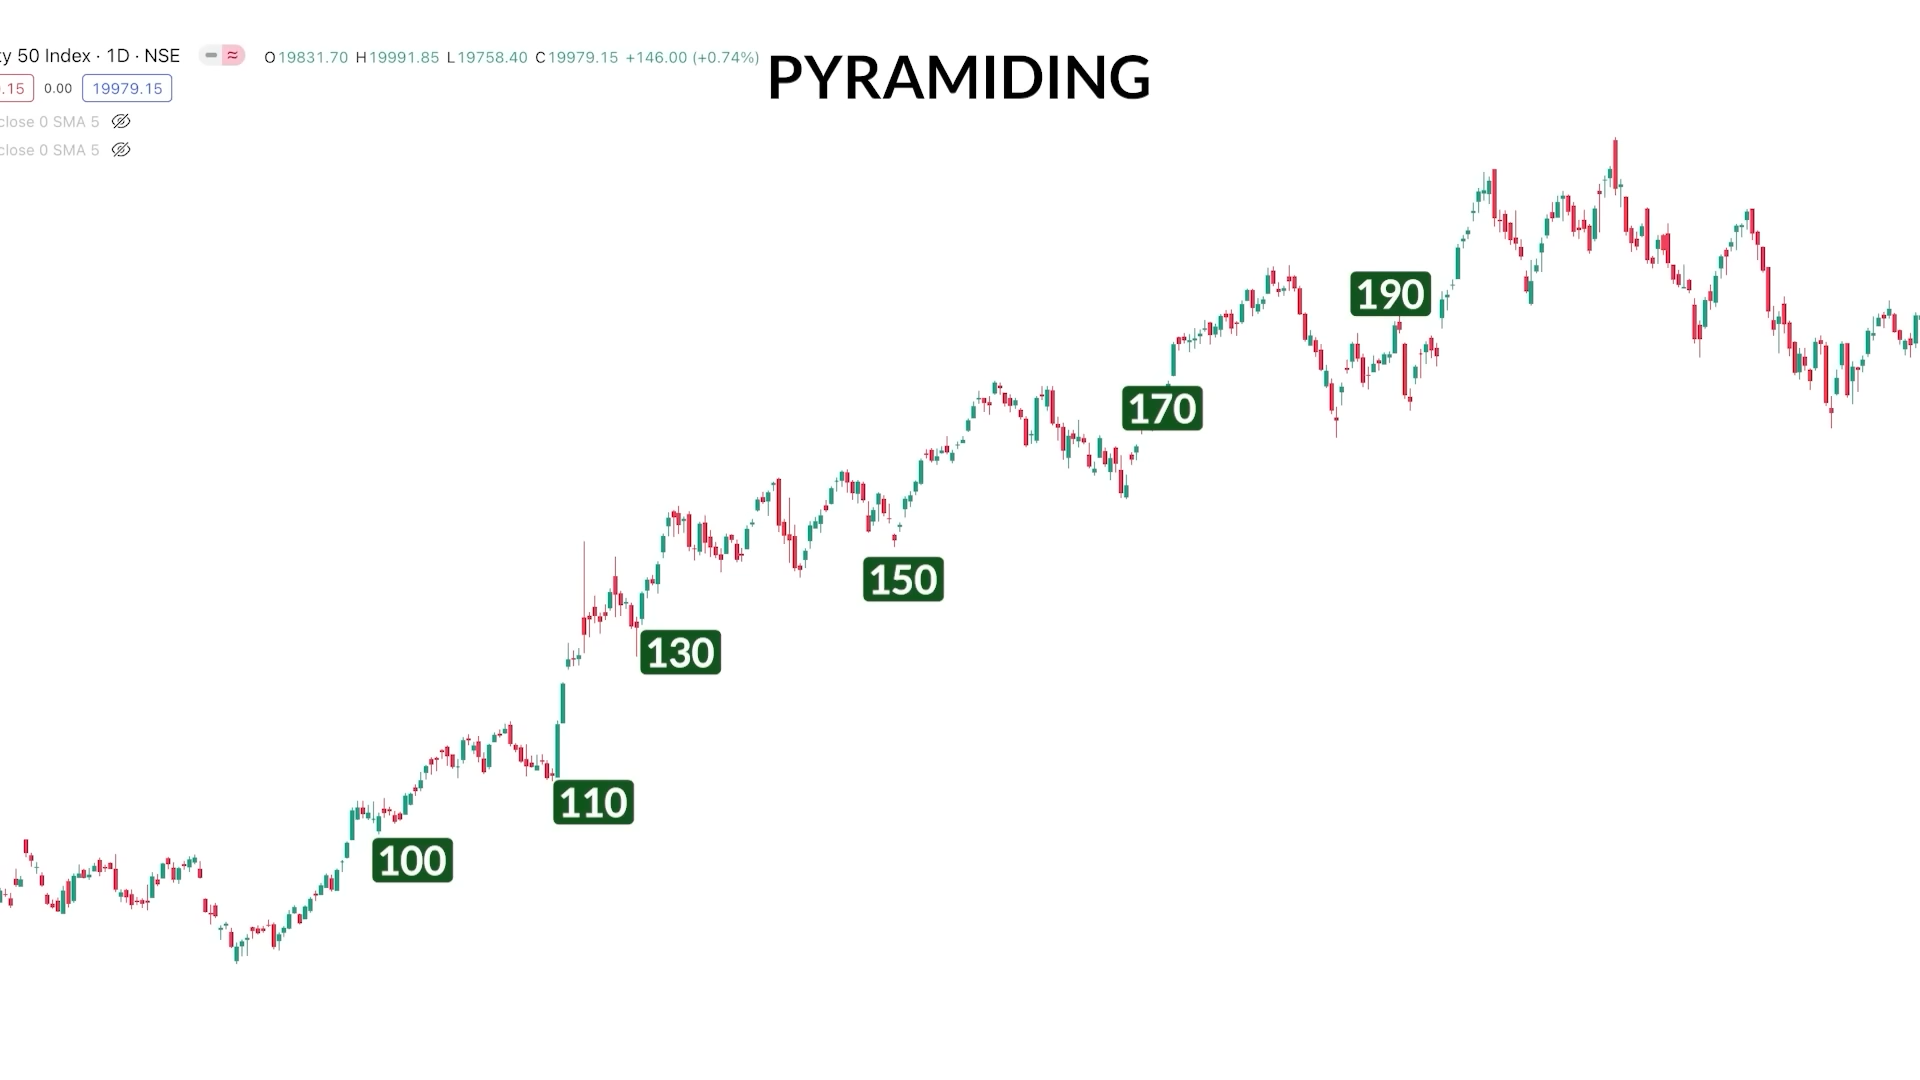 ty 50 Index · 1D · NSE O19831.70 H19991.85 L19758.40 C19979.15 +146.00 (+0.74%)
PYRAMIDING
.15 0.00 19979.15
close 0 SMA 5
close 0 SMA 5
190
170
150
130
110
100